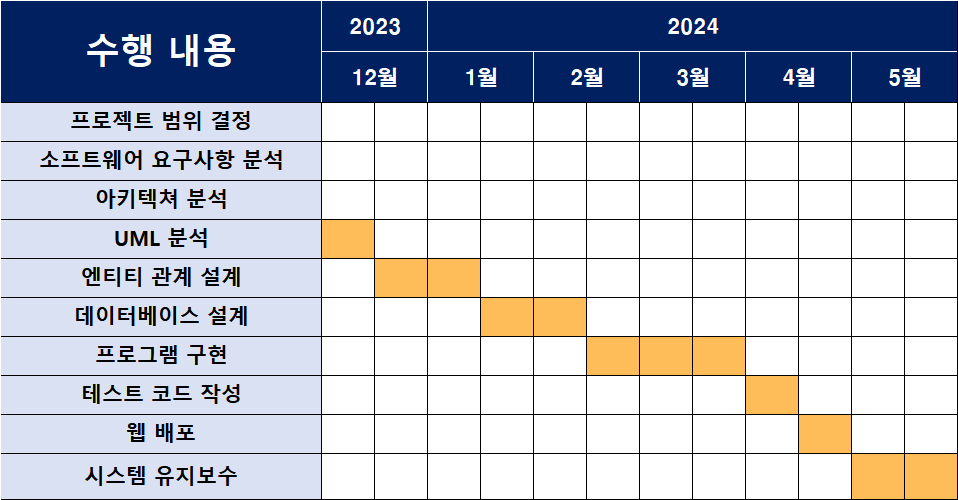 수행 내용
2023
2024
12월
1월
2월
3월
4월
5월
프로젝트 범위 결정
소프트웨어 요구사항 분석
아키텍쳐 분석
UML 분석
엔티티 관계 설계
데이터베이스 설계
프로그램 구현
테스트 코드 작성
웹 배포
시스템 유지보수